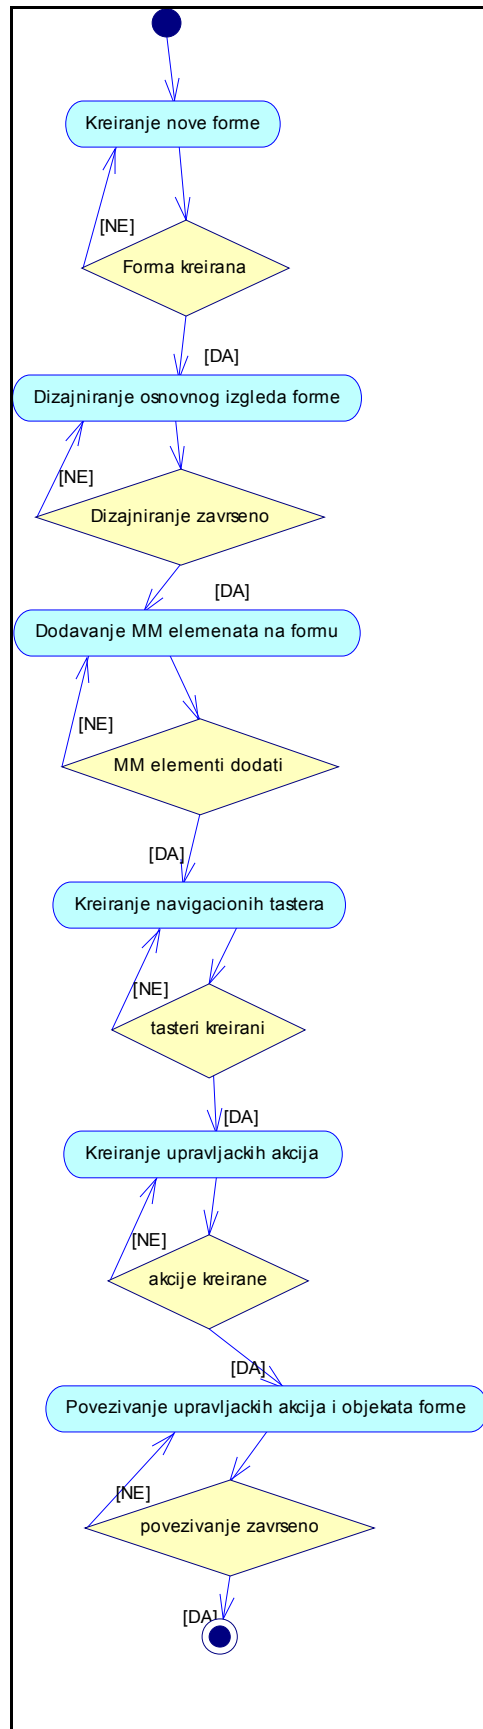 Kreiranje nove forme
[NE]
Forma kreirana
[DA]
Dizajniranje osnovnog izgleda forme
[NE]
Dizajniranje zavrseno
[DA]
Dodavanje MM elemenata na formu
[NE]
MM elementi dodati
[DA]
Kreiranje navigacionih tastera
[NE]
tasteri kreirani
[DA]
Kreiranje upravljackih akcija
[NE]
akcije kreirane
[DA]
Povezivanje upravljackih akcija i objekata forme
[NE]
povezivanje zavrseno
[DA]